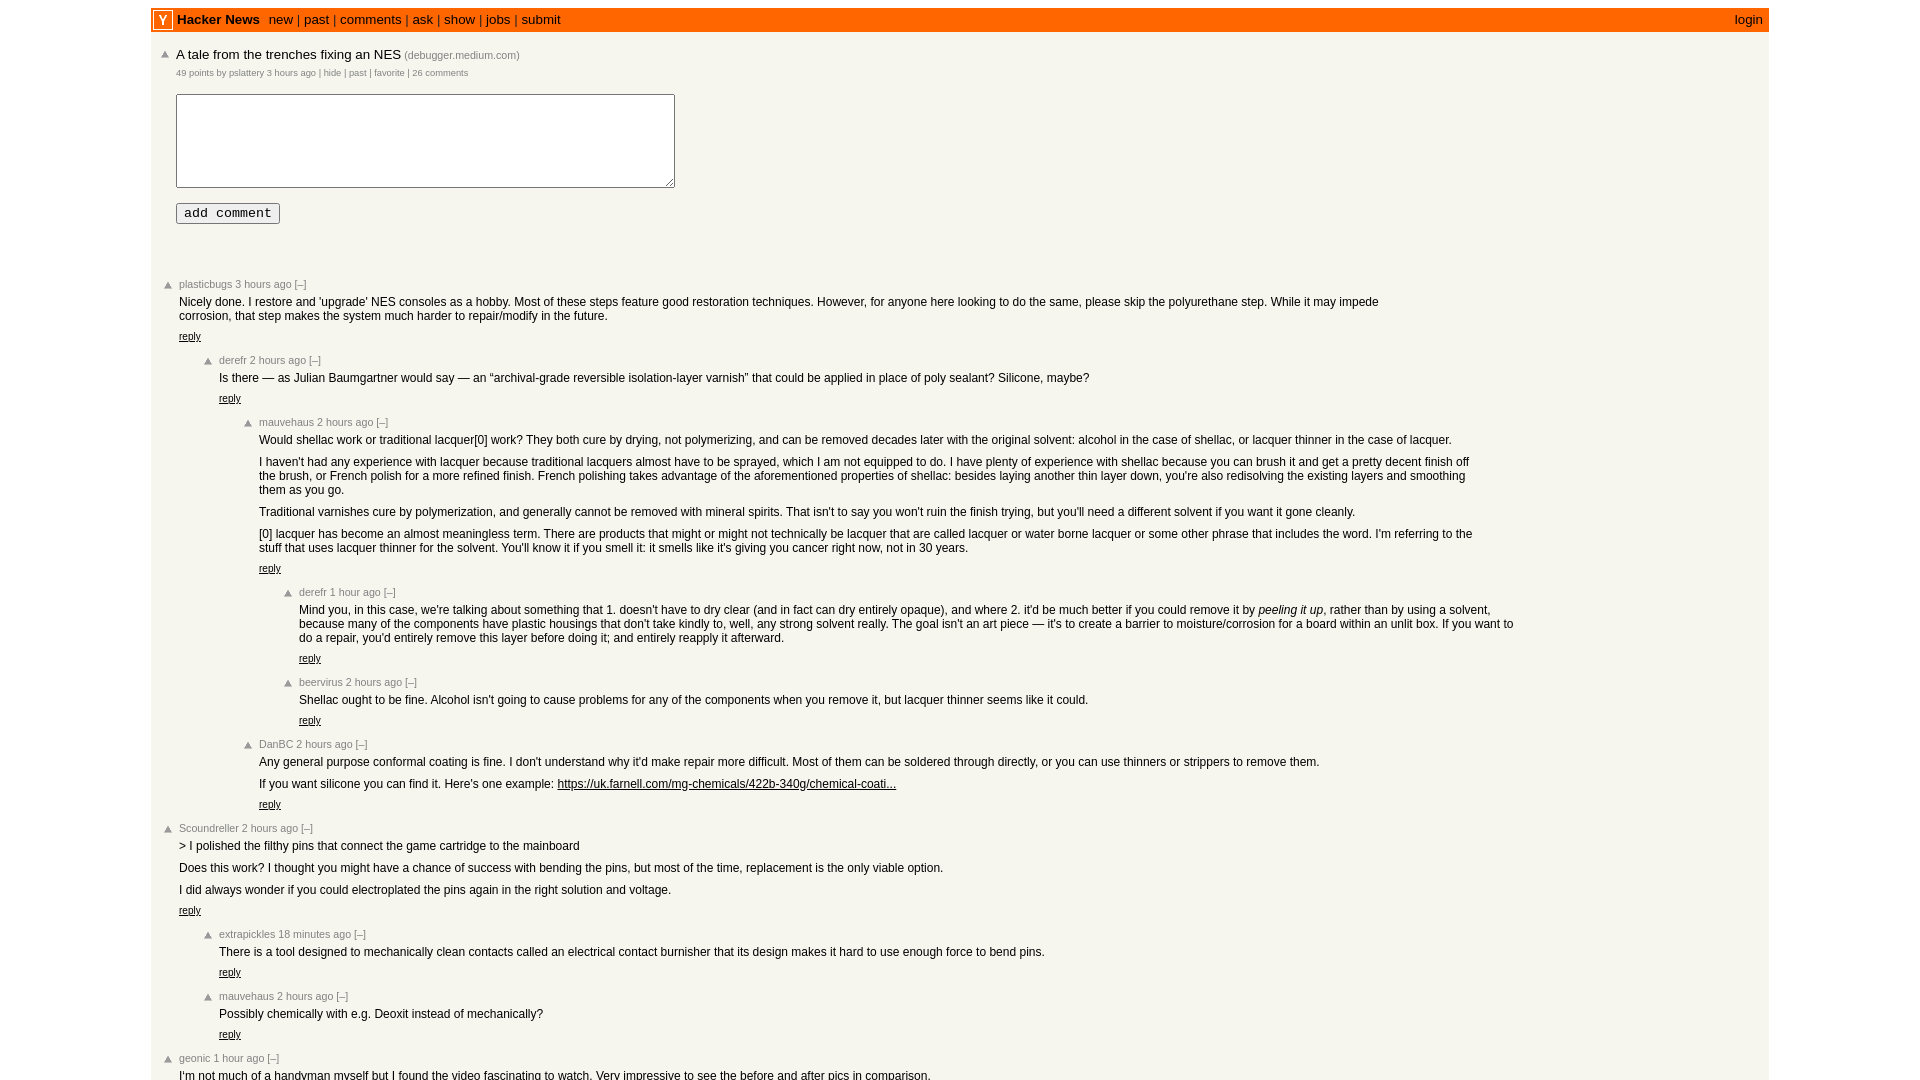 Y Hacker News new | past | comments | ask | show | jobs | submit login
A tale from the trenches fixing an NES (debugger.medium.com)
49 points by pslattery 3 hours ago | hide | past | favorite | 26 comments
add comment
plasticbugs 3 hours ago [–]
Nicely done. I restore and 'upgrade' NES consoles as a hobby. Most of these steps feature good restoration techniques. However, for anyone here looking to do the same, please skip the polyurethane step. While it may impede
corrosion, that step makes the system much harder to repair/modify in the future.
reply
derefr 2 hours ago [–]
Is there — as Julian Baumgartner would say — an “archival-grade reversible isolation-layer varnish” that could be applied in place of poly sealant? Silicone, maybe?
reply
mauvehaus 2 hours ago [–]
Would shellac work or traditional lacquer[0] work? They both cure by drying, not polymerizing, and can be removed decades later with the original solvent: alcohol in the case of shellac, or lacquer thinner in the case of lacquer.
I haven't had any experience with lacquer because traditional lacquers almost have to be sprayed, which I am not equipped to do. I have plenty of experience with shellac because you can brush it and get a pretty decent finish off
the brush, or French polish for a more refined finish. French polishing takes advantage of the aforementioned properties of shellac: besides laying another thin layer down, you're also redisolving the existing layers and smoothing
them as you go.
Traditional varnishes cure by polymerization, and generally cannot be removed with mineral spirits. That isn't to say you won't ruin the finish trying, but you'll need a different solvent if you want it gone cleanly.
[0] lacquer has become an almost meaningless term. There are products that might or might not technically be lacquer that are called lacquer or water borne lacquer or some other phrase that includes the word. I'm referring to the
stuff that uses lacquer thinner for the solvent. You'll know it if you smell it: it smells like it's giving you cancer right now, not in 30 years.
reply
derefr 1 hour ago [–]
Mind you, in this case, we're talking about something that 1. doesn't have to dry clear (and in fact can dry entirely opaque), and where 2. it'd be much better if you could remove it by peeling it up, rather than by using a solvent,
because many of the components have plastic housings that don't take kindly to, well, any strong solvent really. The goal isn't an art piece — it's to create a barrier to moisture/corrosion for a board within an unlit box. If you want to
do a repair, you'd entirely remove this layer before doing it; and entirely reapply it afterward.
reply
beervirus 2 hours ago [–]
Shellac ought to be fine. Alcohol isn't going to cause problems for any of the components when you remove it, but lacquer thinner seems like it could.
reply
DanBC 2 hours ago [–]
Any general purpose conformal coating is fine. I don't understand why it'd make repair more difficult. Most of them can be soldered through directly, or you can use thinners or strippers to remove them.
If you want silicone you can find it. Here's one example: https://uk.farnell.com/mg-chemicals/422b-340g/chemical-coati...
reply
Scoundreller 2 hours ago [–]
> I polished the filthy pins that connect the game cartridge to the mainboard
Does this work? I thought you might have a chance of success with bending the pins, but most of the time, replacement is the only viable option.
I did always wonder if you could electroplated the pins again in the right solution and voltage.
reply
extrapickles 18 minutes ago [–]
There is a tool designed to mechanically clean contacts called an electrical contact burnisher that its design makes it hard to use enough force to bend pins.
reply
mauvehaus 2 hours ago [–]
Possibly chemically with e.g. Deoxit instead of mechanically?
reply
geonic 1 hour ago [–]
I'm not much of a handyman myself but I found the video fascinating to watch. Very impressive to see the before and after pics in comparison.